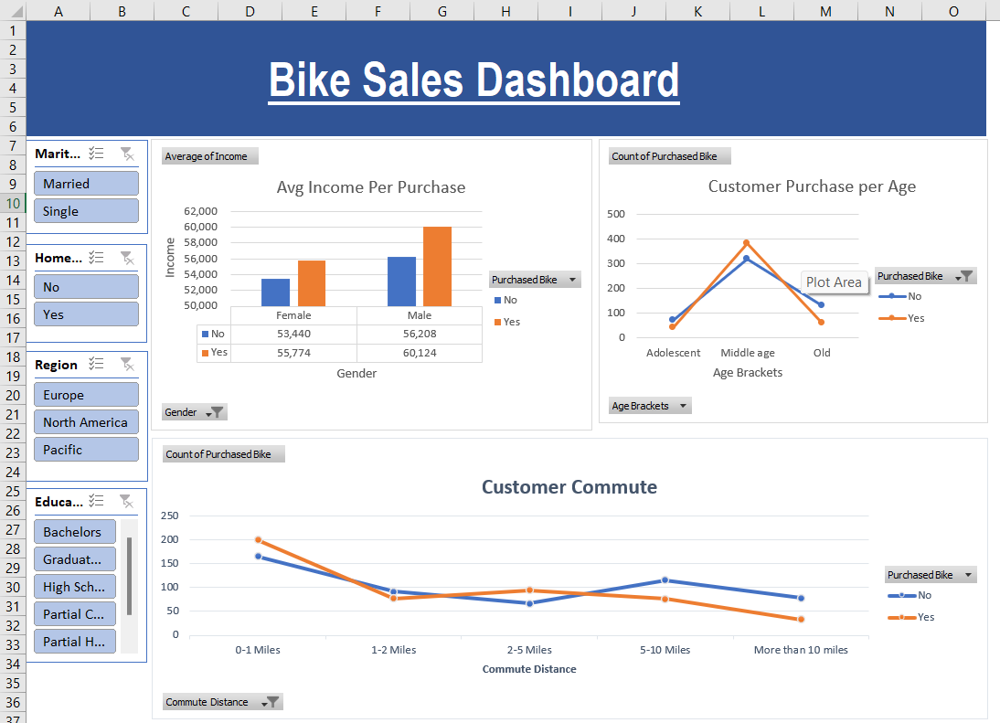 A B C D E F G H I J K L M N O
1
2
3
4
5
6
7
8
9
10
11
12
13
14
15
16
17
18
19
20
21
22
23
24
25
26
27
28
29
30
31
32
33
34
35
36
37
Bike Sales Dashboard
Marit...
Married
Single
Home...
No
Yes
Region
Europe
North America
Pacific
Educa...
Bachelors
Graduat...
High Sch...
Partial C...
Partial H...
Average of Income
Avg Income Per Purchase
Income
62,000
60,000
58,000
56,000
54,000
52,000
50,000
Female Male
No 53,440 56,208
Yes 55,774 60,124
Gender
Purchased Bike
No
Yes
Gender
Count of Purchased Bike
Customer Purchase per Age
500
400
300
200
100
0
Adolescent Middle age Old
Age Brackets
Plot Area
Purchased Bike
No
Yes
Age Brackets
Count of Purchased Bike
Customer Commute
250
200
150
100
50
0
0-1 Miles 1-2 Miles 2-5 Miles 5-10 Miles More than 10 miles
Commute Distance
Purchased Bike
No
Yes
Commute Distance